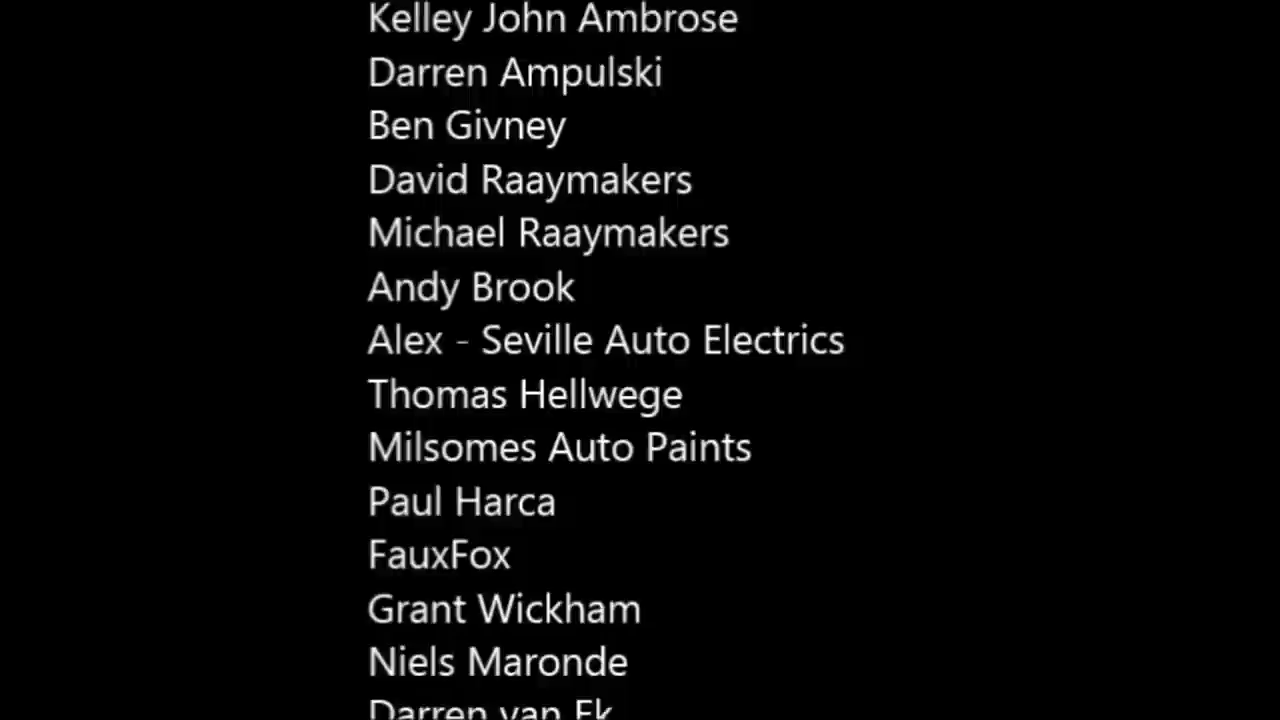 Kelley John Ambrose
Darren Ampulski
Ben Givney
David Raaymakers
Michael Raaymakers
Andy Brook
Alex - Seville Auto Electrics
Thomas Hellwege
Milsomes Auto Paints
Paul Harca
FauxFox
Grant Wickham
Niels Maronde
Darren van Ek